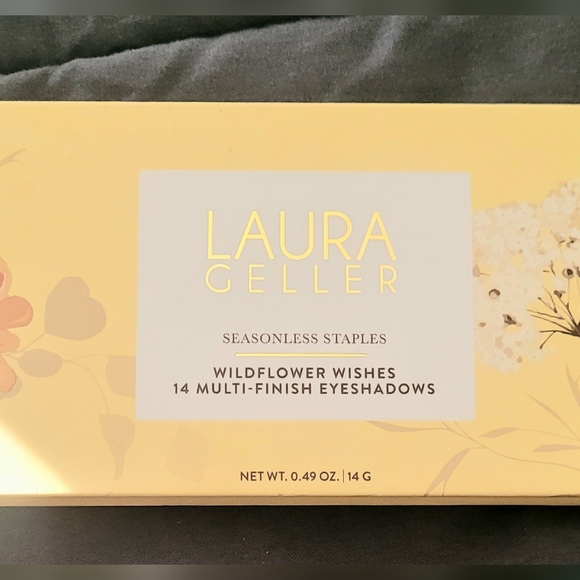 LAURA
GELLER
SEASONLESS STAPLES
WILDFLOWER WISHES
14 MULTI-FINISH EYESHADOWS
NET WT. 0.49 OZ. | 14 G